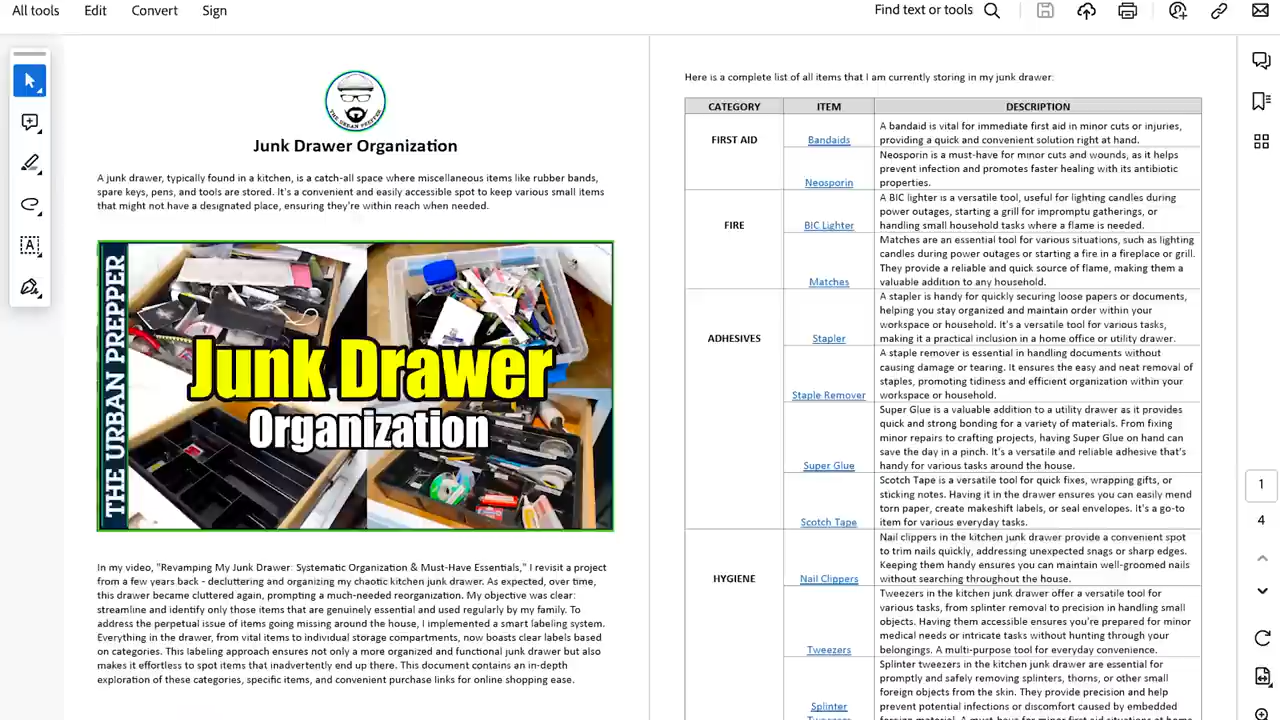 All tools Edit Convert Sign Find text or tools
THE URBAN PREPPER
Junk Drawer Organization
A junk drawer, typically found in a kitchen, is a catch-all space where miscellaneous items like rubber bands,
spare keys, pens, and tools are stored. It's a convenient and easily accessible spot to keep various small items
that might not have a designated place, ensuring they're within reach when needed.
THE URBAN PREPPER
Junk Drawer
Organization
In my video, "Revamping My Junk Drawer: Systematic Organization & Must-Have Essentials," I revisit a project
from a few years back - decluttering and organizing my chaotic kitchen junk drawer. As expected, over time,
this drawer became cluttered again, prompting a much-needed reorganization. My objective was clear:
streamline and identify only those items that are genuinely essential and used regularly by my family. To
address the perpetual issue of items going missing around the house, I implemented a smart labeling system.
Everything in the drawer, from vital items to individual storage compartments, now boasts clear labels based
on categories. This labeling approach ensures not only a more organized and functional junk drawer but also
makes it effortless to spot items that inadvertently end up there. This document contains an in-depth
exploration of these categories, specific items, and convenient purchase links for online shopping ease.
Here is a complete list of all items that I am currently storing in my junk drawer:
CATEGORY ITEM DESCRIPTION
FIRST AID
Bandaids
A bandaid is vital for immediate first aid in minor cuts or injuries,
providing a quick and convenient solution right at hand.
Neosporin
Neosporin is a must-have for minor cuts and wounds, as it helps
prevent infection and promotes faster healing with its antibiotic
properties.
FIRE
BIC Lighter
A BIC lighter is a versatile tool, useful for lighting candles during
power outages, starting a grill for impromptu gatherings, or
handling small household tasks where a flame is needed.
Matches
Matches are an essential tool for various situations, such as lighting
candles during power outages or starting a fire in a fireplace or grill.
They provide a reliable and quick source of flame, making them a
valuable addition to any household.
ADHESIVES
Stapler
A stapler is handy for quickly securing loose papers or documents,
helping you stay organized and maintain order within your
workspace or household. It's a versatile tool for various tasks,
making it a practical inclusion in a home office or utility drawer.
Staple Remover
A staple remover is essential in handling documents without
causing damage or tearing. It ensures the easy and neat removal of
staples, promoting tidiness and efficient organization within your
workspace or household.
Super Glue
Super Glue is a valuable addition to a utility drawer as it provides
quick and strong bonding for a variety of materials. From fixing
minor repairs to crafting projects, having Super Glue on hand can
save the day in a pinch. It's a versatile and reliable adhesive that's
handy for various tasks around the house.
Scotch Tape
Scotch Tape is a versatile tool for quick fixes, wrapping gifts, or
sticking notes. Having it in the drawer ensures you can easily mend
torn paper, create makeshift labels, or seal envelopes. It's a go-to
item for various everyday tasks.
HYGIENE
Nail Clippers
Nail clippers in the kitchen junk drawer provide a convenient spot
to trim nails quickly, addressing unexpected snags or sharp edges.
Keeping them handy ensures you can maintain well-groomed nails
without searching throughout the house.
Tweezers
Tweezers in the kitchen junk drawer offer a versatile tool for
various tasks, from splinter removal to precision in handling small
objects. Having them accessible ensures you're prepared for minor
medical needs or intricate tasks without hunting through your
belongings. A multi-purpose tool for everyday convenience.
Splinter
Tweezers
Splinter tweezers in the kitchen junk drawer are essential for
promptly and safely removing splinters, thorns, or other small
foreign objects from the skin. They provide precision and help
prevent potential infections or discomfort caused by embedded
foreign material. A must-have for minor first aid situations at home
1
4